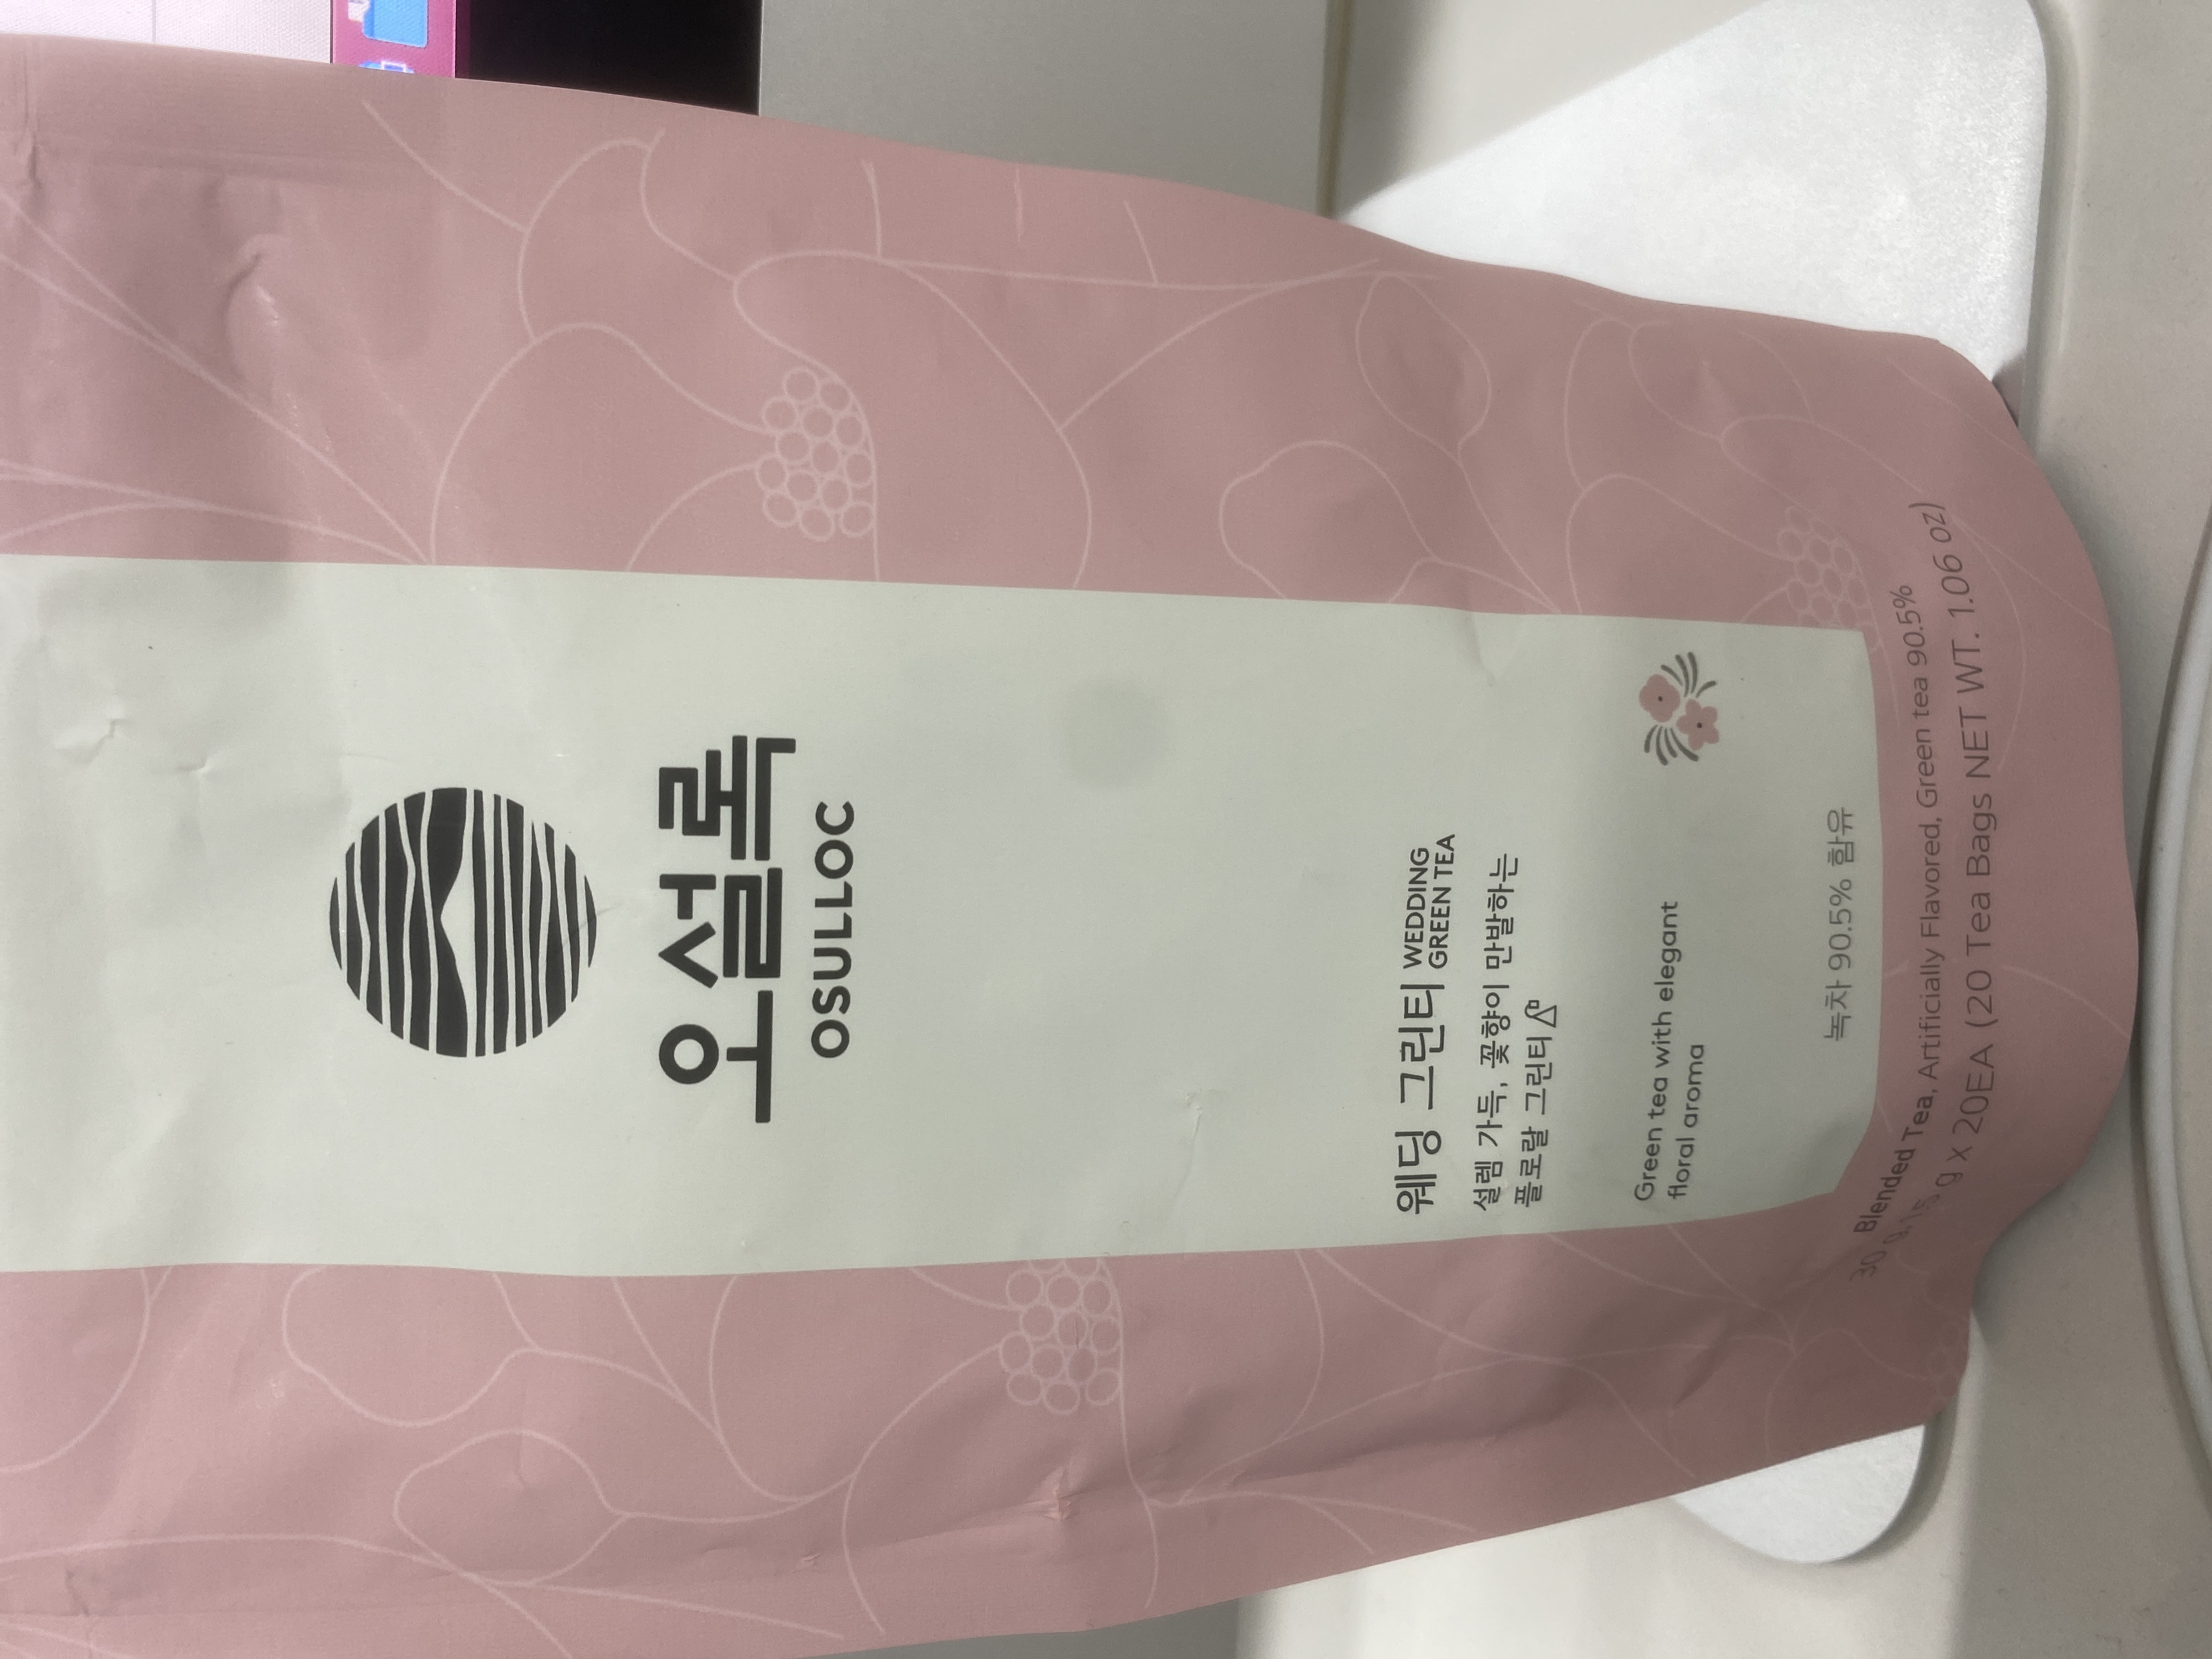 오설록
OSULLOC
웨딩 그린티 WEDDING
GREEN TEA
설렘 가득, 꽃향이 만발하는
플로랄 그린티
Green tea with elegant
floral aroma
녹차 90.5% 함유
Blended Tea, Artificially Flavored, Green tea 90.5%
g x 20EA (20 Tea Bags NET WT. 1.06 oz)